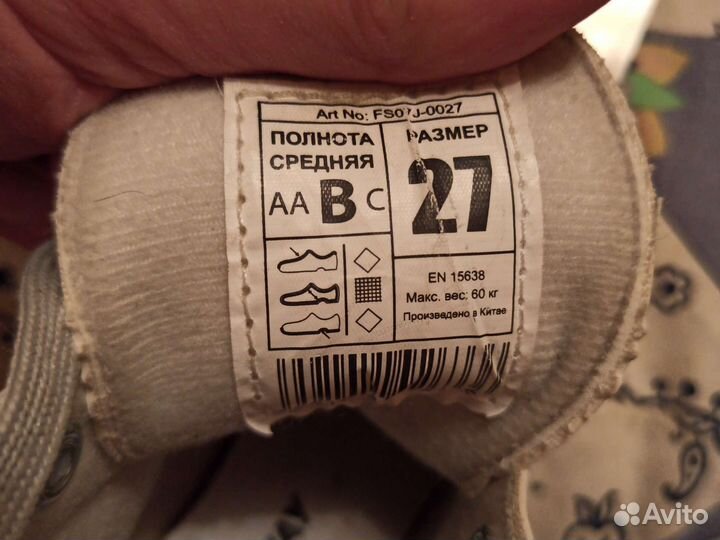 Art No: FS07J-0027
ПОЛНОТА
СРЕДНЯЯ
AA B C
РАЗМЕР
27
EN 15638
Макс. вес: 60 кг
Произведено в Китае
Avito